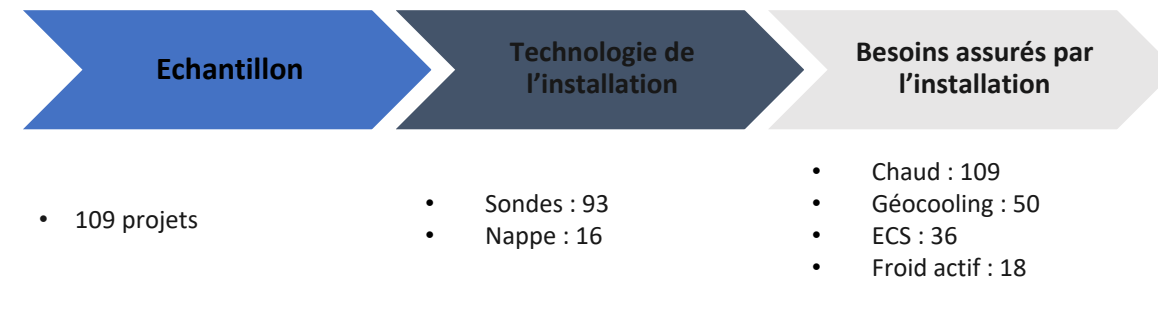 Echantillon
Technologie de
l’installation
Besoins assurés par
l’installation
• 109 projets
• Sondes : 93
• Nappe : 16
• Chaud : 109
• Géocooling : 50
• ECS : 36
• Froid actif : 18